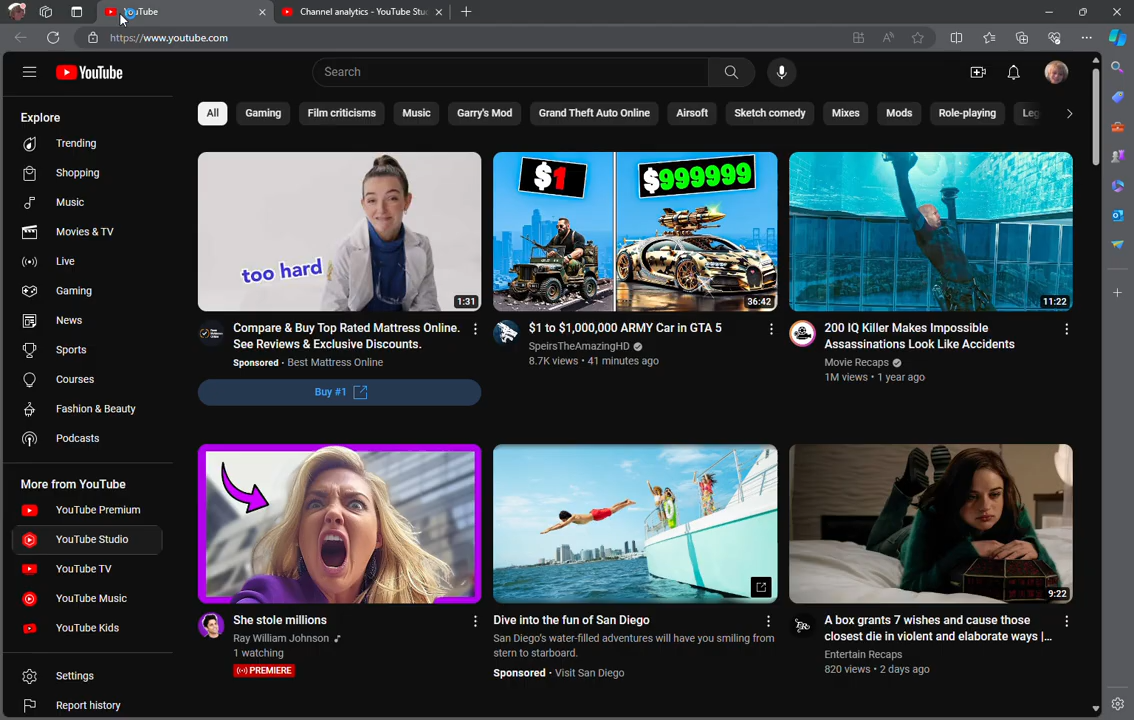 YouTube
Channel analytics - YouTube Stu
https://www.youtube.com
YouTube
Search
Explore
Trending
Shopping
Music
Movies & TV
Live
Gaming
News
Sports
Courses
Fashion & Beauty
Podcasts
More from YouTube
YouTube Premium
YouTube Studio
YouTube TV
YouTube Music
YouTube Kids
Settings
Report history
All Gaming Film criticisms Music Garry's Mod Grand Theft Auto Online Airsoft Sketch comedy Mixes Mods Role-playing Leg
too hard
1:31
Compare & Buy Top Rated Mattress Online.
See Reviews & Exclusive Discounts.
Sponsored • Best Mattress Online
Buy #1
$1 $999999
36:42
$1 to $1,000,000 ARMY Car in GTA 5
SpeirsTheAmazingHD
8.7K views • 41 minutes ago
11:22
200 IQ Killer Makes Impossible
Assassinations Look Like Accidents
Movie Recaps
1M views • 1 year ago
She stole millions
Ray William Johnson
1 watching
PREMIERE
Dive into the fun of San Diego
San Diego's water-filled adventures will have you smiling from
stern to starboard.
Sponsored • Visit San Diego
9:22
A box grants 7 wishes and cause those
closest die in violent and elaborate ways |...
Entertain Recaps
820 views • 2 days ago